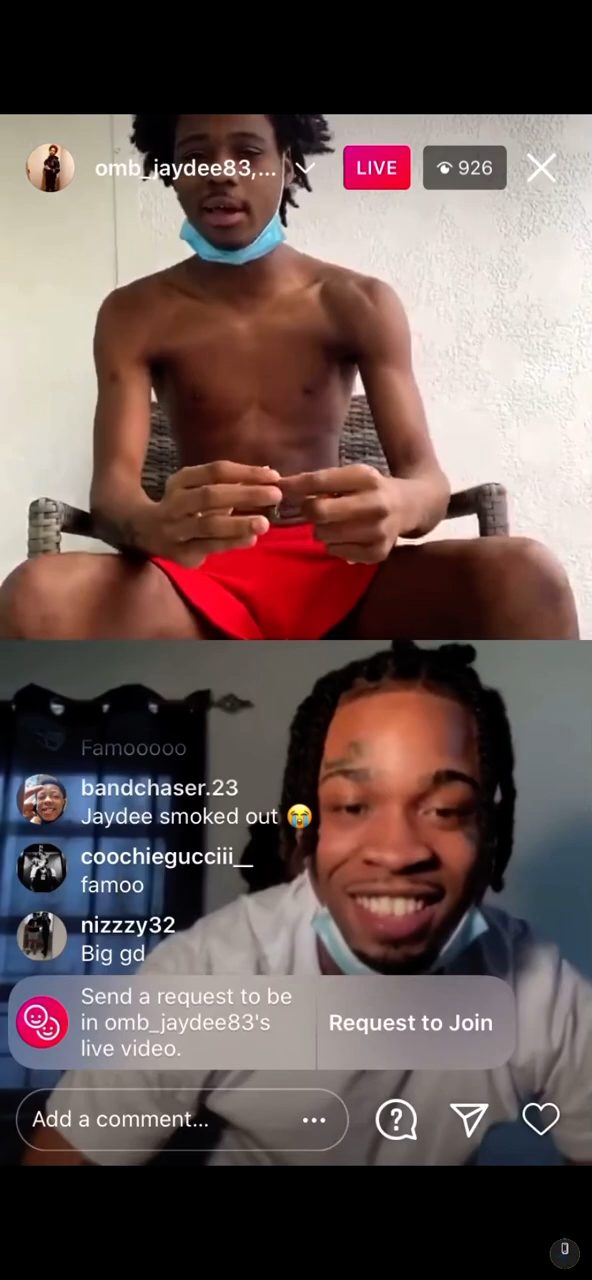 omb_jaydee83,...
LIVE
926
Famooooo
bandchaser.23
Jaydee smoked out 😭
coochiegucciii__
famoo
nizzzy32
Big gd
Send a request to be
in omb_jaydee83's
live video.
Request to Join
Add a comment...